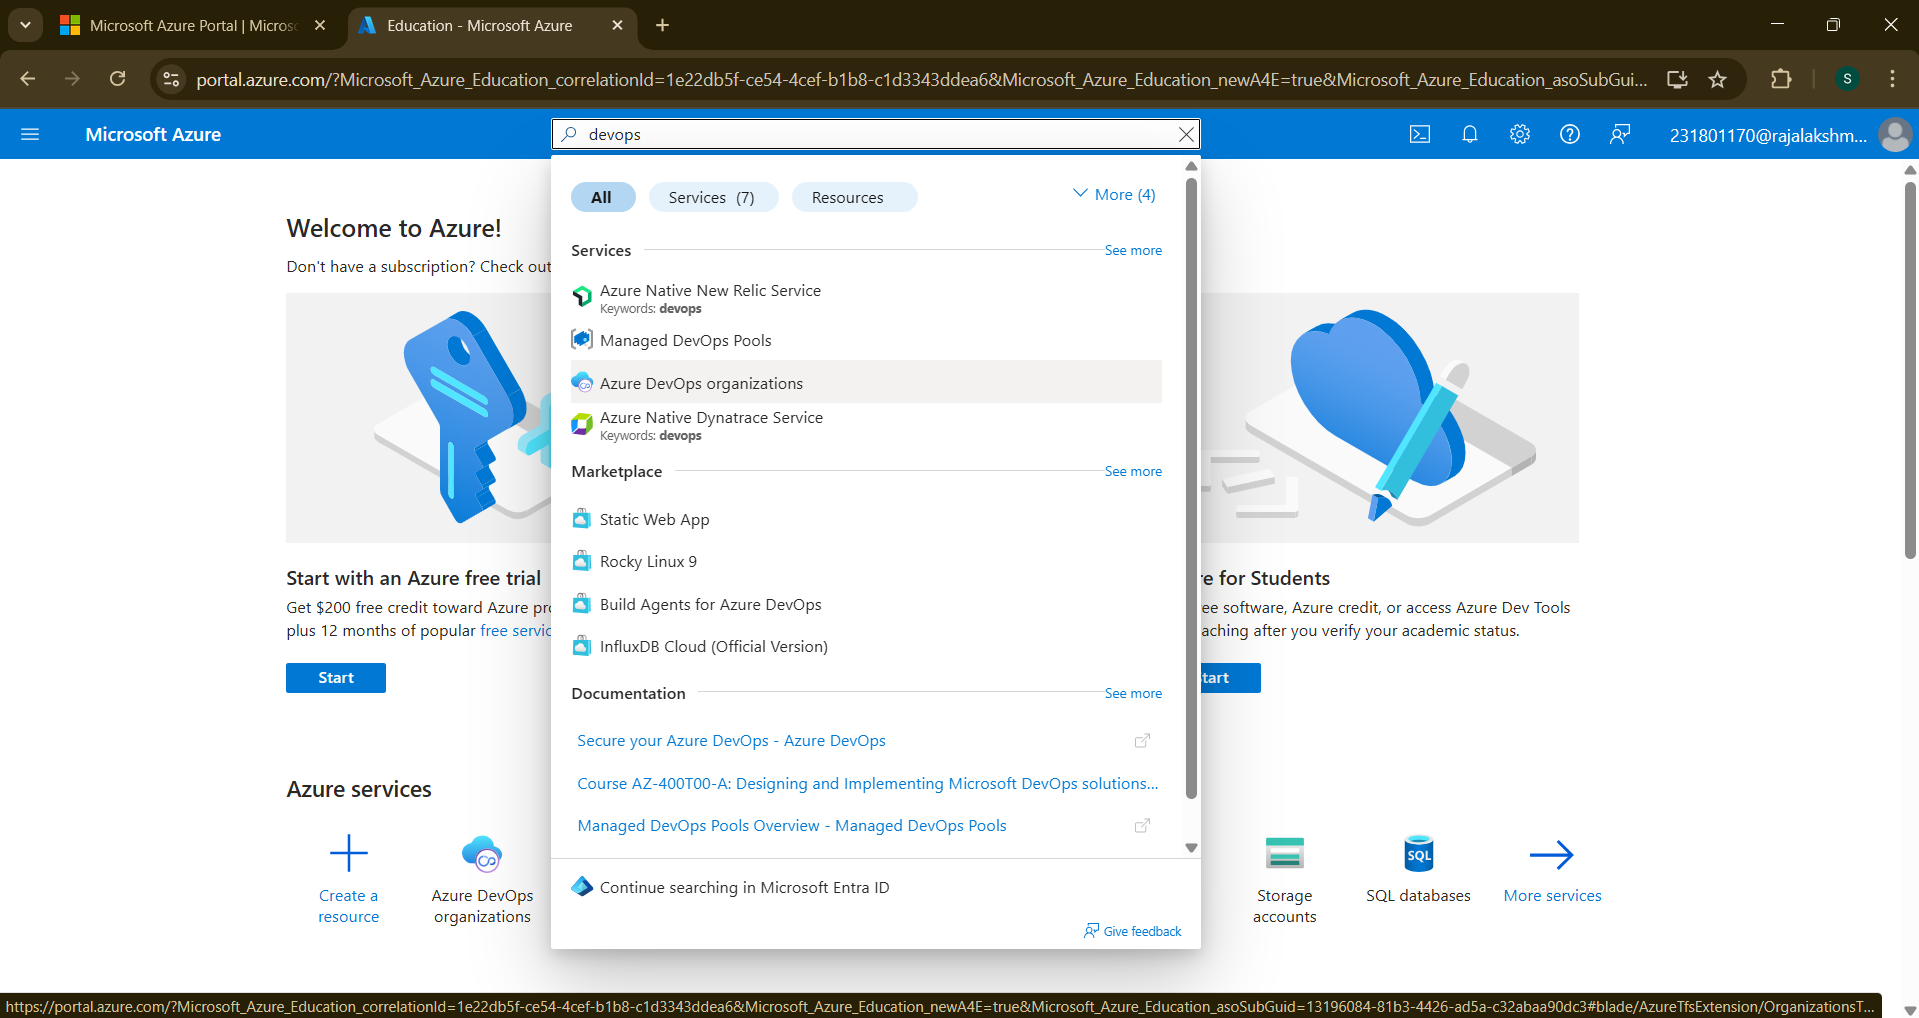 Microsoft Azure Portal | Micros
Education - Microsoft Azure
portal.azure.com/?Microsoft_Azure_Education_correlationId=1e22db5f-ce54-4cef-b1b8-c1d3343ddea6&Microsoft_Azure_Education_newA4E=true&Microsoft_Azure_Education_asoSubGui...
S
Microsoft Azure
devops
231801170@rajalakshm...
All
Services (7)
Resources
More (4)
Welcome to Azure!
Don't have a subscription? Check out
Services
See more
Azure Native New Relic Service
Keywords: devops
Managed DevOps Pools
Azure DevOps organizations
Azure Native Dynatrace Service
Keywords: devops
Marketplace
See more
Static Web App
Rocky Linux 9
Build Agents for Azure DevOps
InfluxDB Cloud (Official Version)
Documentation
See more
Secure your Azure DevOps - Azure DevOps
Course AZ-400T00-A: Designing and Implementing Microsoft DevOps solutions...
Managed DevOps Pools Overview - Managed DevOps Pools
Continue searching in Microsoft Entra ID
Give feedback
Start with an Azure free trial
Get $200 free credit toward Azure pro
plus 12 months of popular free servic
Start
re for Students
ee software, Azure credit, or access Azure Dev Tools
aching after you verify your academic status.
tart
Azure services
Create a
resource
Azure DevOps
organizations
Storage
accounts
SQL
SQL databases
More services
https://portal.azure.com/?Microsoft_Azure_Education_correlationId=1e22db5f-ce54-4cef-b1b8-c1d3343ddea6&Microsoft_Azure_Education_newA4E=true&Microsoft_Azure_Education_asoSubGuid=13196084-81b3-4426-ad5a-c32abaa90dc3#blade/AzureTfsExtension/OrganizationsT...